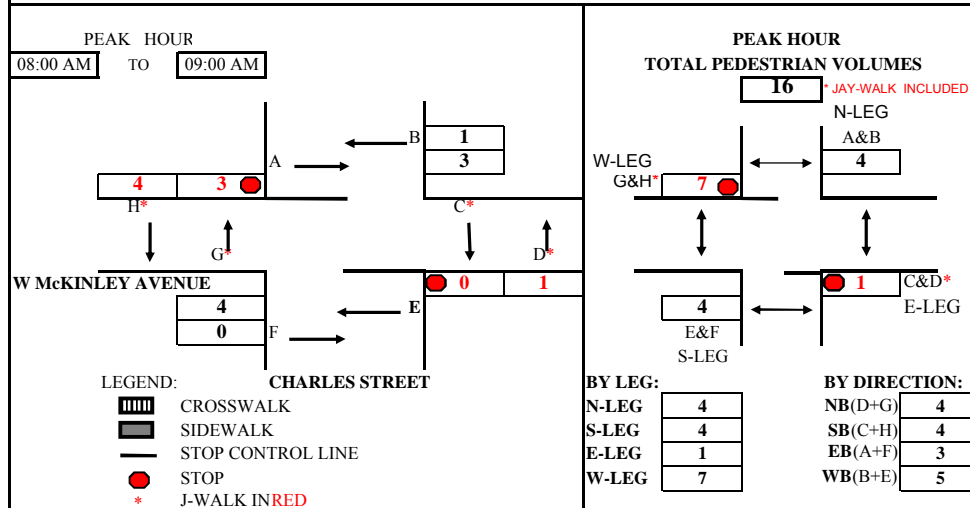 PEAK HOUR
08:00 AM TO 09:00 AM
B 1
A 3
4 3
H* C*
G* D*
W McKINLEY AVENUE 0 1
4 E
0 F
LEGEND: CHARLES STREET
CROSSWALK
SIDEWALK
STOP CONTROL LINE
STOP
* J-WALK IN RED
PEAK HOUR
TOTAL PEDESTRIAN VOLUMES
16 * JAY-WALK INCLUDED
N-LEG
A&B
W-LEG 4
G&H* 7
1 C&D*
4 E-LEG
E&F
S-LEG
BY LEG: BY DIRECTION:
N-LEG 4 NB(D+G) 4
S-LEG 4 SB(C+H) 4
E-LEG 1 EB(A+F) 3
W-LEG 7 WB(B+E) 5